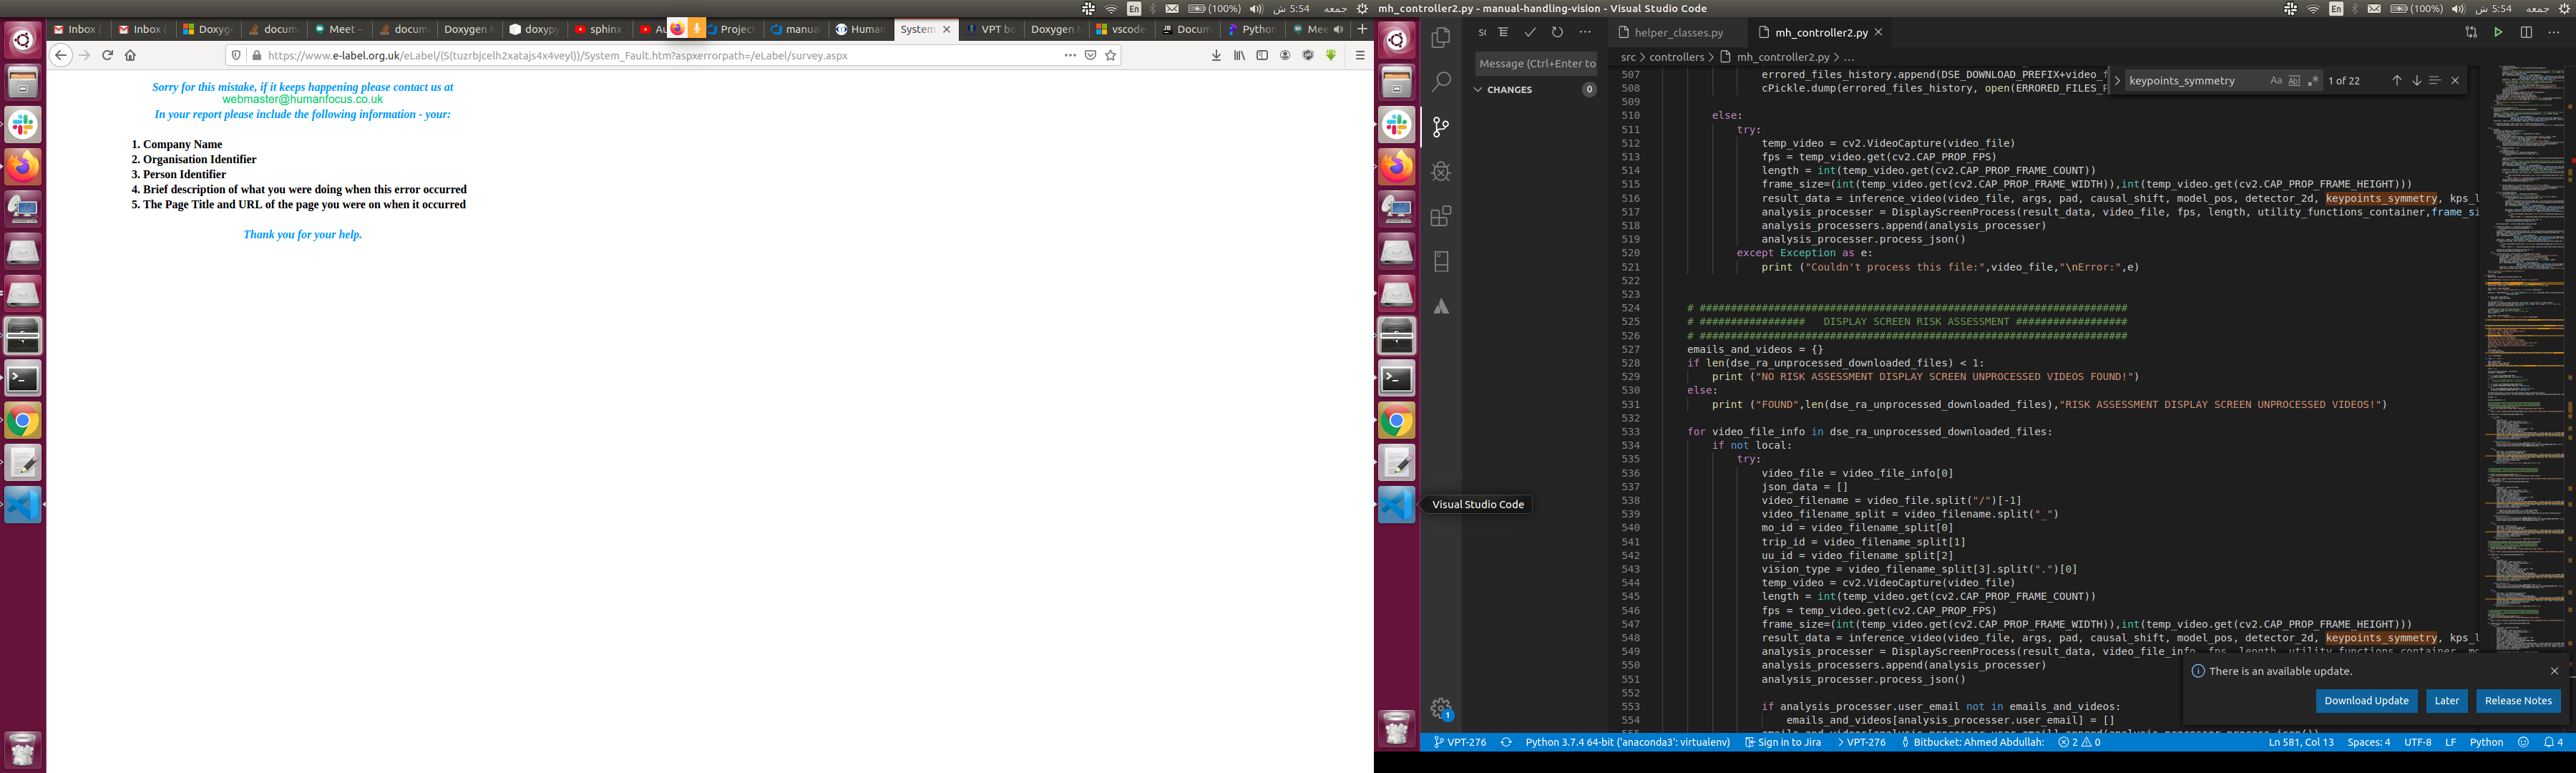 En (100%) 5:54 جمعه ش
Inbox (
Inbox (
Doxyge
docum
Meet –
docum
Doxygen M
doxypy
sphinx
Au
Project
manua
Human
System
VPT bo
Doxygen M
vscode
Docum
Python
Mee
https://www.e-label.org.uk/eLabel/(S(tuzrbjcelh2xatajs4x4veyl))/System_Fault.htm?aspxerrorpath=/eLabel/survey.aspx
Sorry for this mistake, if it keeps happening please contact us at
webmaster@humanfocus.co.uk
In your report please include the following information - your:
1. Company Name
2. Organisation Identifier
3. Person Identifier
4. Brief description of what you were doing when this error occurred
5. The Page Title and URL of the page you were on when it occurred
Thank you for your help.
mh_controller2.py - manual-handling-vision - Visual Studio Code
En (100%) 5:54 جمعه ش
Message (Ctrl+Enter to
CHANGES 0
Visual Studio Code
helper_classes.py
mh_controller2.py
src > controllers > mh_controller2.py > ...
keypoints_symmetry Aa Ab .* 1 of 22
507 errored_files_history.append(DSE_DOWNLOAD_PREFIX+video_f
508 cPickle.dump(errored_files_history, open(ERRORED_FILES_P
509
510 else:
511 try:
512 temp_video = cv2.VideoCapture(video_file)
513 fps = temp_video.get(cv2.CAP_PROP_FPS)
514 length = int(temp_video.get(cv2.CAP_PROP_FRAME_COUNT))
515 frame_size=(int(temp_video.get(cv2.CAP_PROP_FRAME_WIDTH)),int(temp_video.get(cv2.CAP_PROP_FRAME_HEIGHT)))
516 result_data = inference_video(video_file, args, pad, causal_shift, model_pos, detector_2d, keypoints_symmetry, kps_l
517 analysis_processer = DisplayScreenProcess(result_data, video_file, fps, length, utility_functions_container,frame_si
518 analysis_processers.append(analysis_processer)
519 analysis_processer.process_json()
520 except Exception as e:
521 print ("Couldn't process this file:",video_file,"\nError:",e)
522
523
524 # ####################################################################
525 # ################# DISPLAY SCREEN RISK ASSESSMENT ##################
526 # ####################################################################
527 emails_and_videos = {}
528 if len(dse_ra_unprocessed_downloaded_files) < 1:
529 print ("NO RISK ASSESSMENT DISPLAY SCREEN UNPROCESSED VIDEOS FOUND!")
530 else:
531 print ("FOUND",len(dse_ra_unprocessed_downloaded_files),"RISK ASSESSMENT DISPLAY SCREEN UNPROCESSED VIDEOS!")
532
533 for video_file_info in dse_ra_unprocessed_downloaded_files:
534 if not local:
535 try:
536 video_file = video_file_info[0]
537 json_data = []
538 video_filename = video_file.split("/")[-1]
539 video_filename_split = video_filename.split("_")
540 mo_id = video_filename_split[0]
541 trip_id = video_filename_split[1]
542 uu_id = video_filename_split[2]
543 vision_type = video_filename_split[3].split(".")[0]
544 temp_video = cv2.VideoCapture(video_file)
545 length = int(temp_video.get(cv2.CAP_PROP_FRAME_COUNT))
546 fps = temp_video.get(cv2.CAP_PROP_FPS)
547 frame_size=(int(temp_video.get(cv2.CAP_PROP_FRAME_WIDTH)),int(temp_video.get(cv2.CAP_PROP_FRAME_HEIGHT)))
548 result_data = inference_video(video_file, args, pad, causal_shift, model_pos, detector_2d, keypoints_symmetry, kps_l
549 analysis_processer = DisplayScreenProcess(result_data, video_file_info, fps, length, utility_functions_container, mo
550 analysis_processers.append(analysis_processer)
551 analysis_processer.process_json()
552
553 if analysis_processer.user_email not in emails_and_videos:
554 emails_and_videos[analysis_processer.user_email] = []
There is an available update.
Download Update
Later
Release Notes
VPT-276 Python 3.7.4 64-bit ('anaconda3': virtualenv) Sign in to Jira > VPT-276 Bitbucket: Ahmed Abdullah: 2 0 Ln 581, Col 13 Spaces: 4 UTF-8 LF Python 4